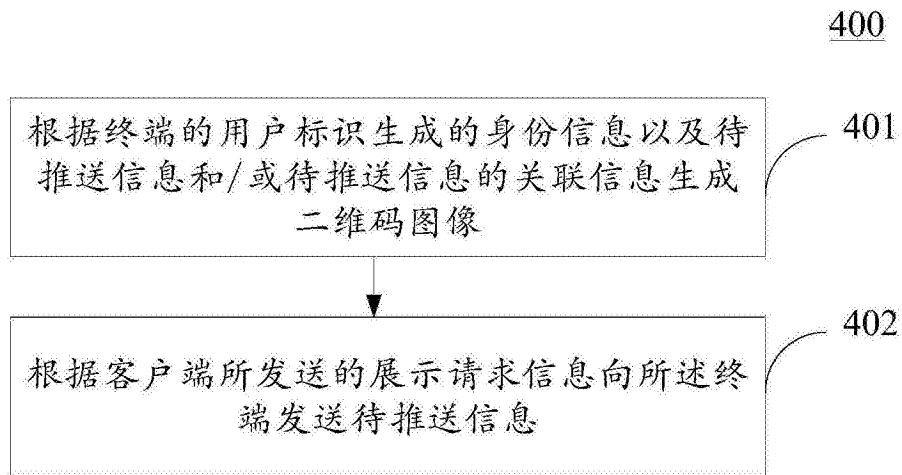 400
根据终端的用户标识生成的身份信息以及待
推送信息和/或待推送信息的关联信息生成
二维码图像
401
根据客户端所发送的展示请求信息向所述终
端发送待推送信息
402